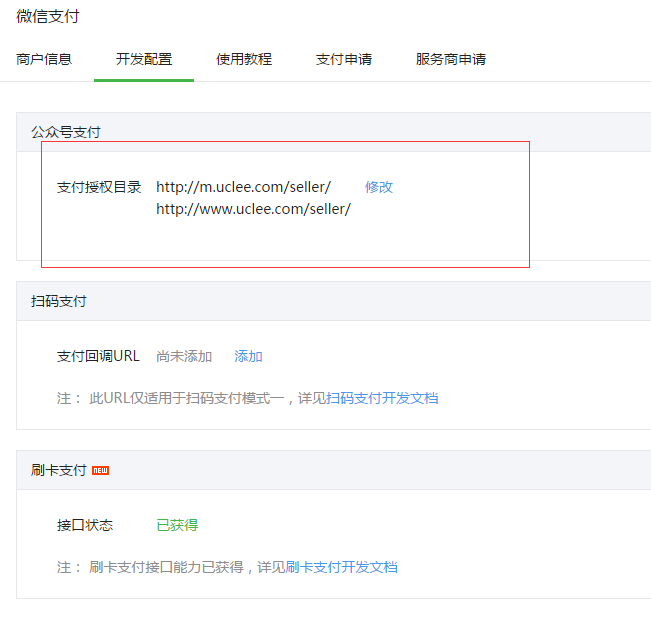 微信支付
商户信息 开发配置 使用教程 支付申请 服务商申请
公众号支付
支付授权目录 http://m.uclee.com/seller/ 修改
http://www.uclee.com/seller/
扫码支付
支付回调URL 尚未添加 添加
注： 此URL仅适用于扫码支付模式一，详见扫码支付开发文档
刷卡支付 NEW
接口状态 已获得
注： 刷卡支付接口能力已获得，详见刷卡支付开发文档